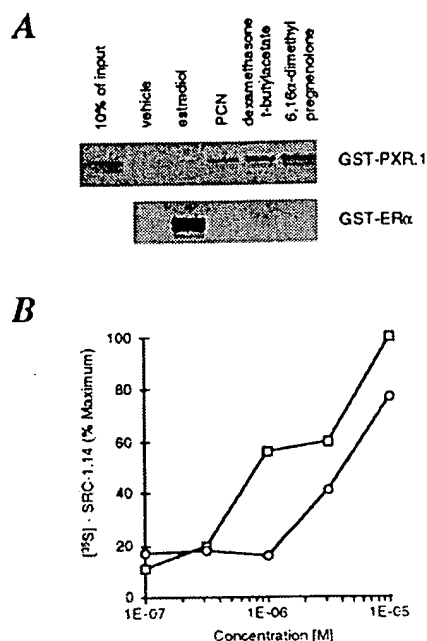 A
10% of input
vehicle
estradiol
PCN
dexamethasone
t-butylacetate
6,16α-dimethyl
pregnenolone
GST-PXR.1
GST-ERα
B
[³⁵S] - SRC-1.14 (% Maximum)
100
80
60
40
20
0
1E-07
1E-06
1E-05
Concentration [M]